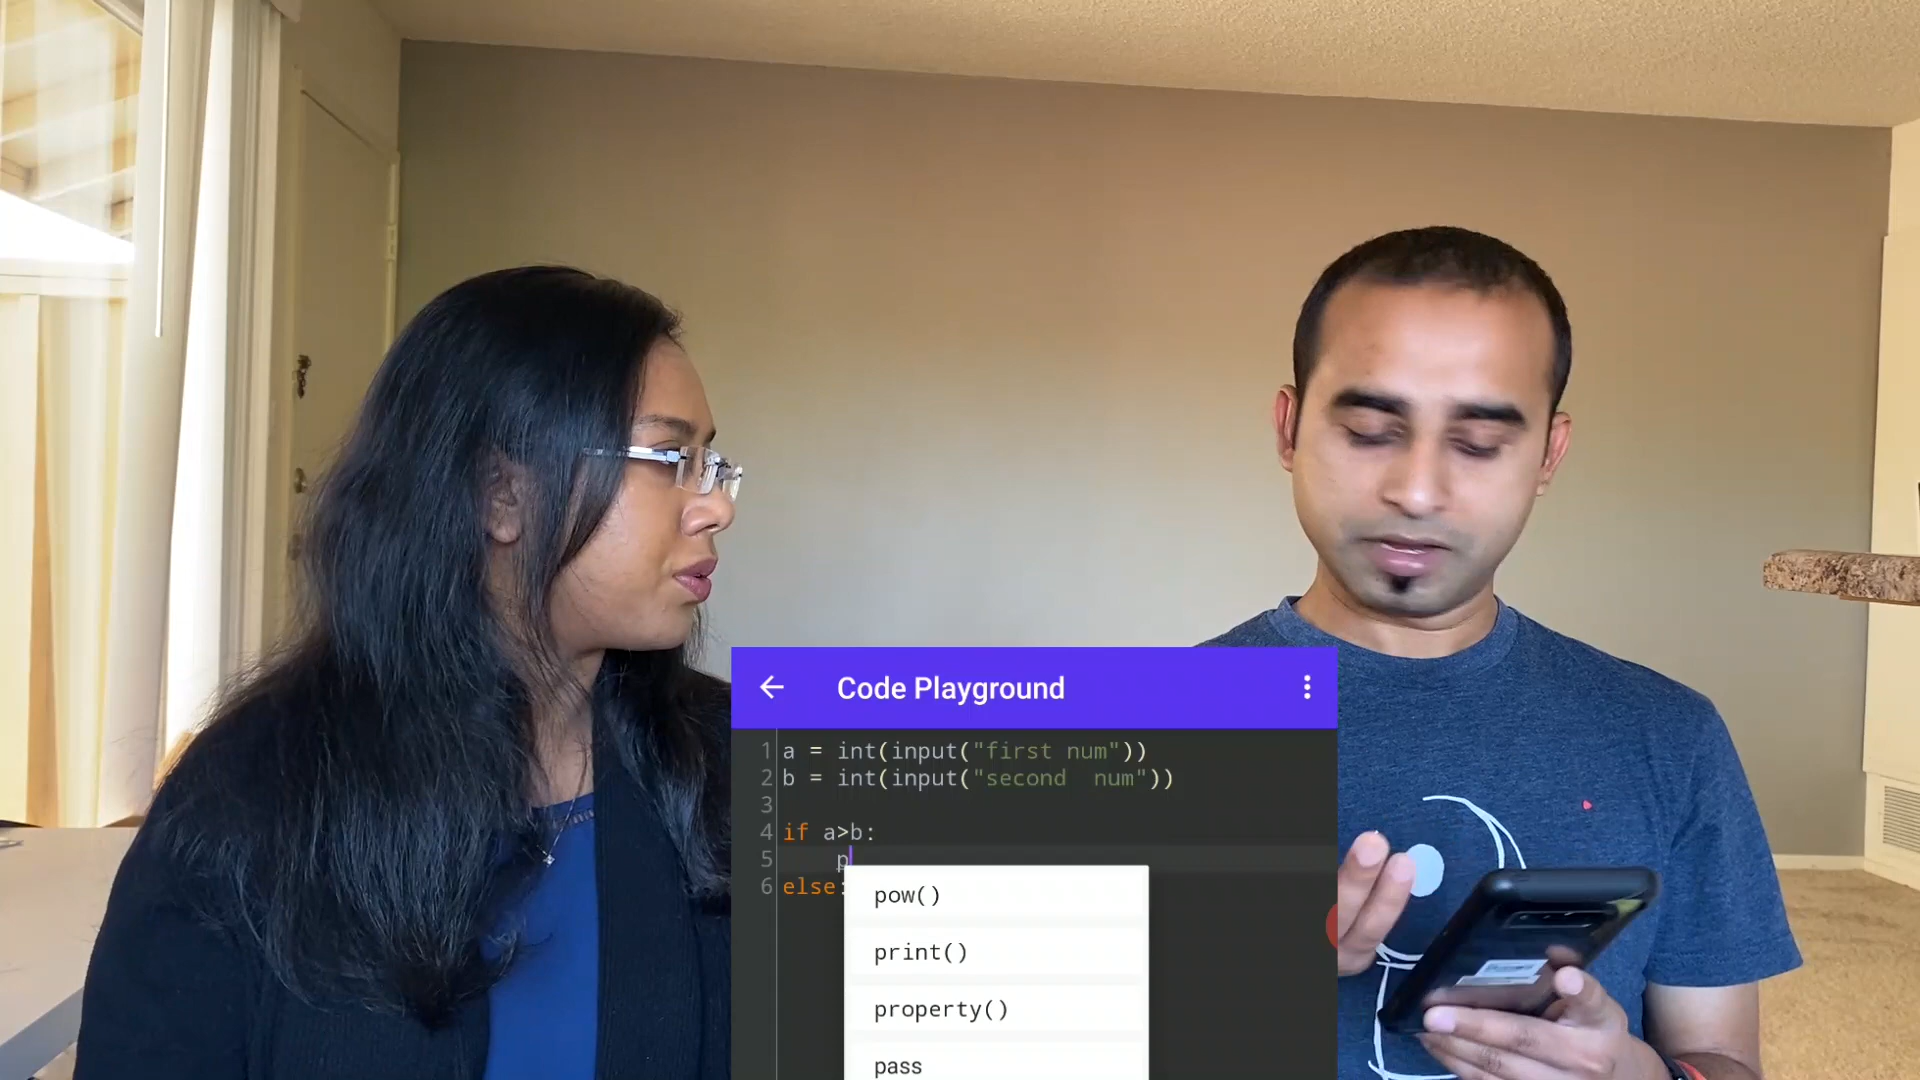 Code Playground
1 a = int(input("first num"))
2 b = int(input("second  num"))
3
4 if a>b:
5     p
6 else:
pow()
print()
property()
pass